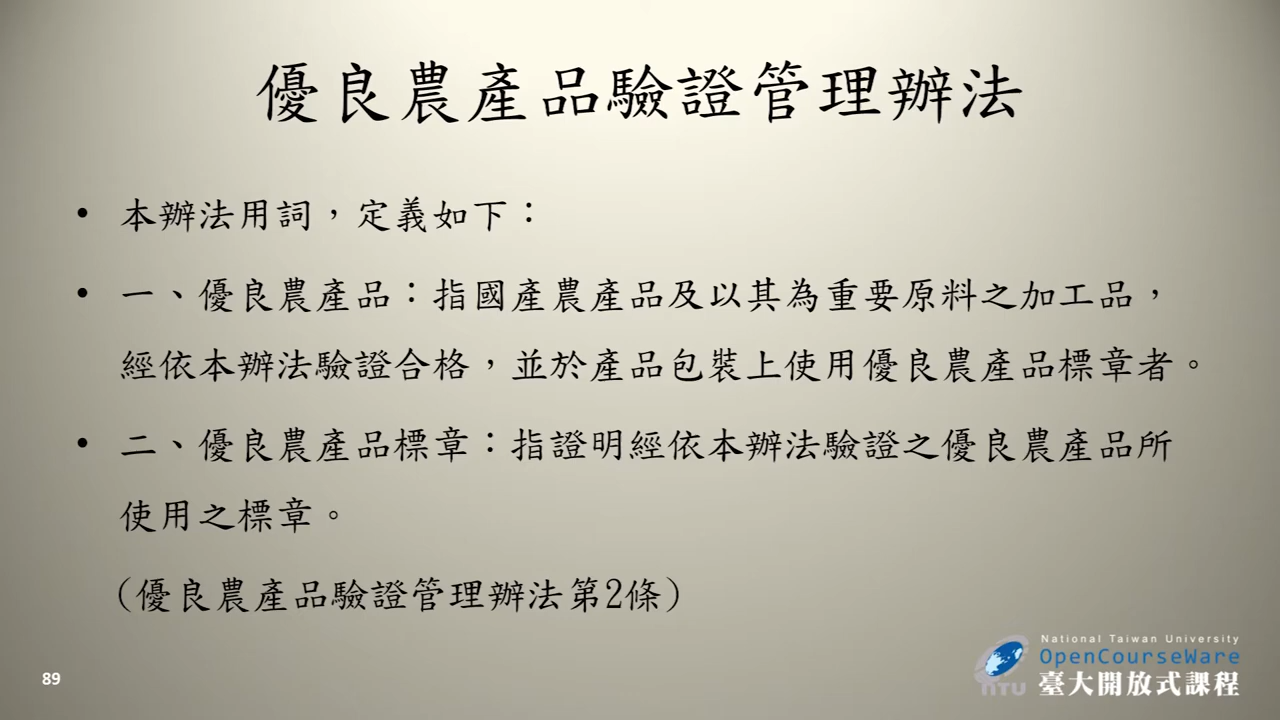 優良農產品驗證管理辦法
• 本辦法用詞，定義如下：
• 一、優良農產品：指國產農產品及以其為重要原料之加工品，
經依本辦法驗證合格，並於產品包裝上使用優良農產品標章者。
• 二、優良農產品標章：指證明經依本辦法驗證之優良農產品所
使用之標章。
(優良農產品驗證管理辦法第2條)
89
NTU
National Taiwan University
OpenCourseWare
臺大開放式課程